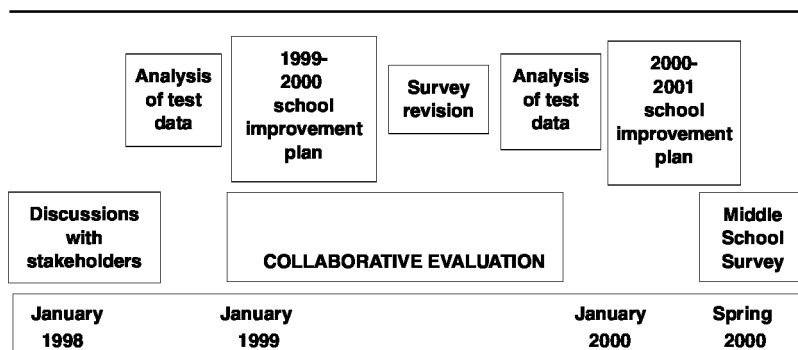 Analysis
of test
data
1999-
2000
school
improvement
plan
Survey
revision
Analysis
of test
data
2000-
2001
school
improvement
plan
Discussions
with
stakeholders
COLLABORATIVE EVALUATION
Middle
School
Survey
January
1998
January
1999
January
2000
Spring
2000